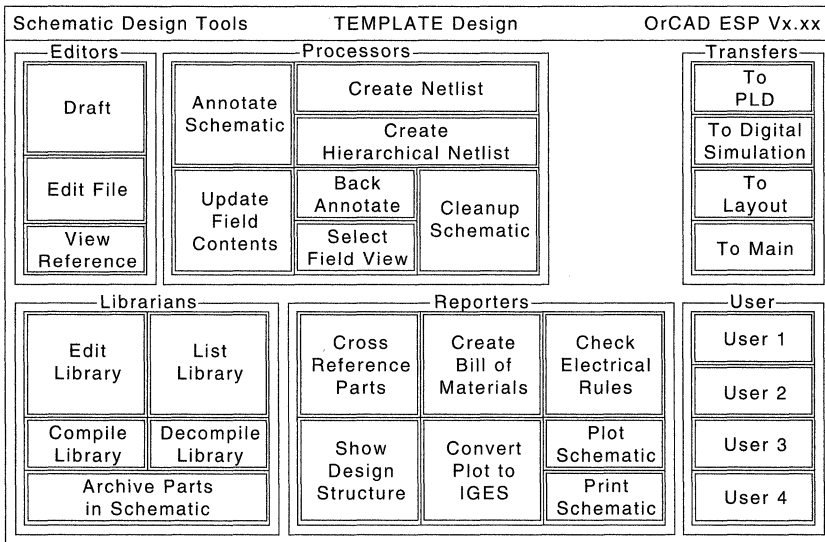 Schematic Design Tools
TEMPLATE Design
OrCAD ESP Vx.xx
Editors
Draft
Edit File
View
Reference
Processors
Annotate
Schematic
Create Netlist
Create
Hierarchical Netlist
Update
Field
Contents
Back
Annotate
Select
Field View
Cleanup
Schematic
Transfers
To
PLD
To Digital
Simulation
To
Layout
To Main
Librarians
Edit
Library
List
Library
Compile
Library
Decompile
Library
Archive Parts
in Schematic
Reporters
Cross
Reference
Parts
Create
Bill of
Materials
Check
Electrical
Rules
Show
Design
Structure
Convert
Plot to
IGES
Plot
Schematic
Print
Schematic
User
User 1
User 2
User 3
User 4